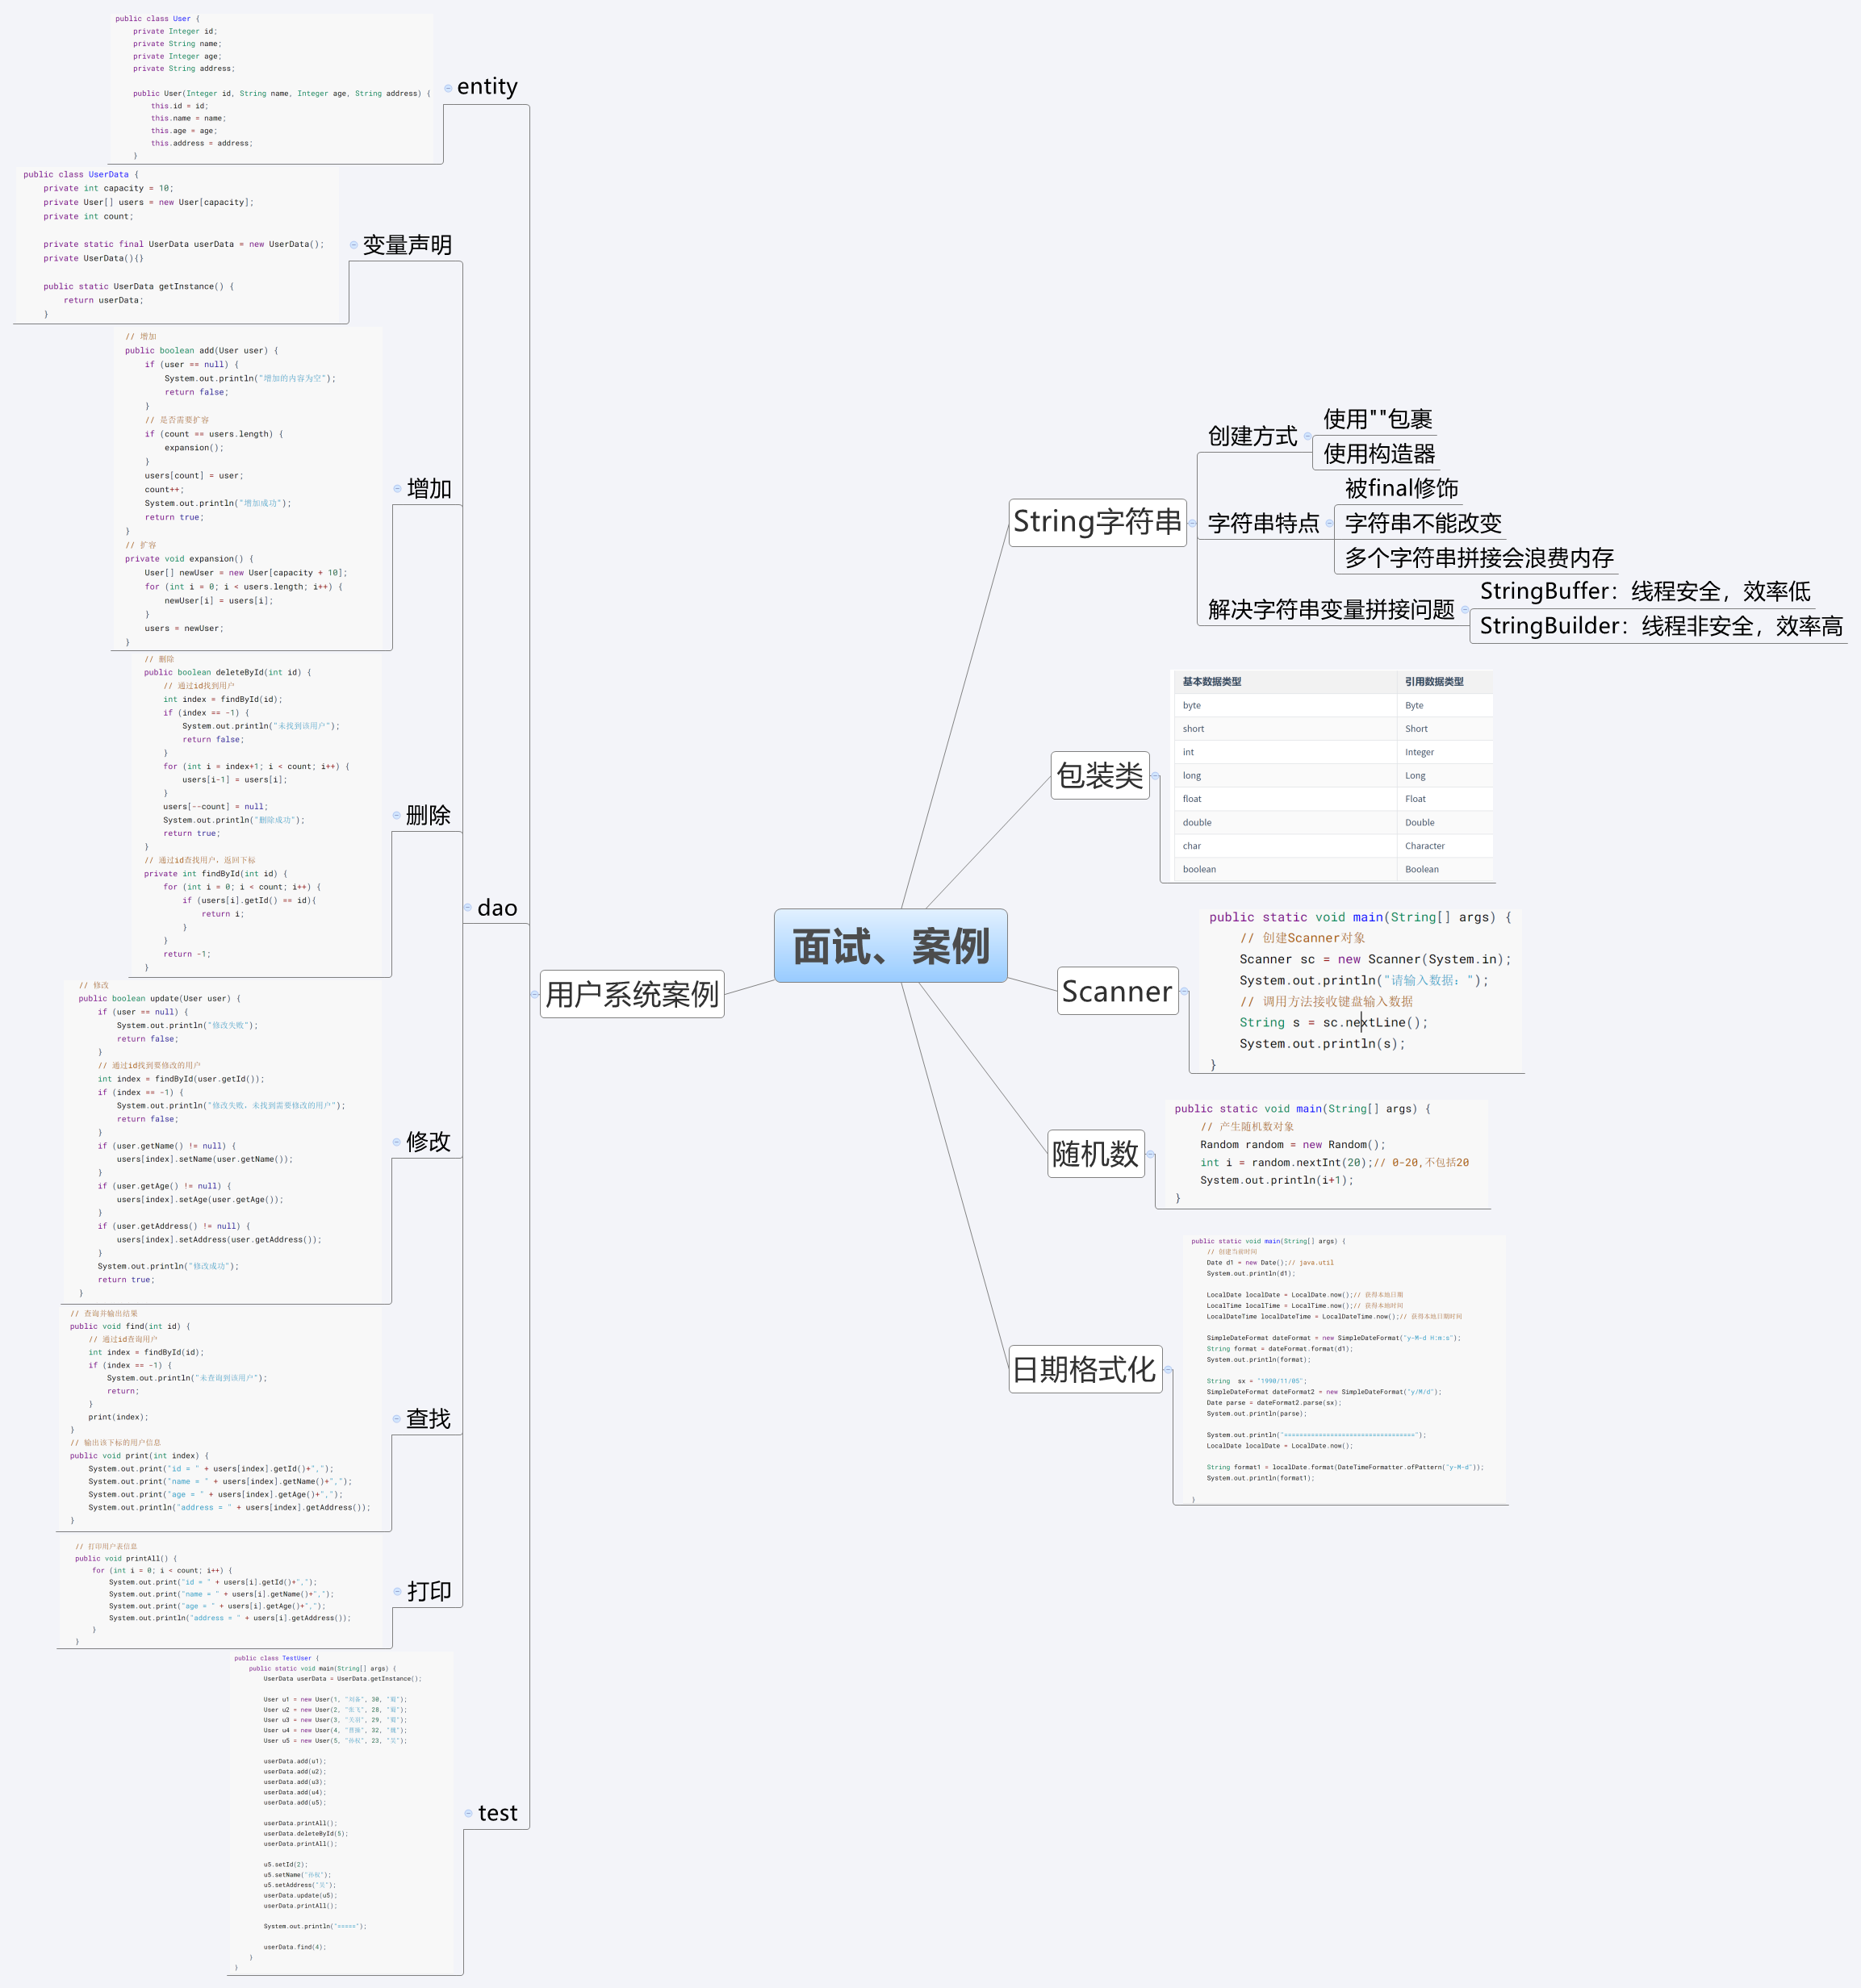 面试、案例
String字符串
创建方式
使用""包裹
使用构造器
字符串特点
被final修饰
字符串不能改变
多个字符串拼接会浪费内存
解决字符串变量拼接问题
StringBuffer：线程安全，效率低
StringBuilder：线程非安全，效率高
包装类
基本数据类型 引用数据类型
byte Byte
short Short
int Integer
long Long
float Float
double Double
char Character
boolean Boolean
Scanner
public static void main(String[] args) {
// 创建Scanner对象
Scanner sc = new Scanner(System.in);
System.out.println("请输入数据：");
// 调用方法接收键盘输入数据
String s = sc.nextLine();
System.out.println(s);
}
随机数
public static void main(String[] args) {
// 产生随机数对象
Random random = new Random();
int i = random.nextInt(20);// 0-20,不包括20
System.out.println(i+1);
}
日期格式化
public static void main(String[] args) {
// 创建当前时间
Date d1 = new Date();// java.util
System.out.println(d1);
LocalDate localDate = LocalDate.now();// 获得本地日期
LocalTime localTime = LocalTime.now();// 获得本地时间
LocalDateTime localDateTime = LocalDateTime.now();// 获得本地日期时间
SimpleDateFormat dateFormat = new SimpleDateFormat("y-M-d H:m:s");
String format = dateFormat.format(d1);
System.out.println(format);
String  sx = "1990/11/05";
SimpleDateFormat dateFormat2 = new SimpleDateFormat("y/M/d");
Date parse = dateFormat2.parse(sx);
System.out.println(parse);
System.out.println("==================================");
LocalDate localDate = LocalDate.now();
String format1 = localDate.format(DateTimeFormatter.ofPattern("y-M-d"));
System.out.println(format1);
}
用户系统案例
entity
public class User {
private Integer id;
private String name;
private Integer age;
private String address;
public User(Integer id, String name, Integer age, String address) {
this.id = id;
this.name = name;
this.age = age;
this.address = address;
}
dao
变量声明
public class UserData {
private int capacity = 10;
private User[] users = new User[capacity];
private int count;
private static final UserData userData = new UserData();
private UserData(){}
public static UserData getInstance() {
return userData;
}
增加
// 增加
public boolean add(User user) {
if (user == null) {
System.out.println("增加的内容为空");
return false;
}
// 是否需要扩容
if (count == users.length) {
expansion();
}
users[count] = user;
count++;
System.out.println("增加成功");
return true;
}
// 扩容
private void expansion() {
User[] newUser = new User[capacity + 10];
for (int i = 0; i < users.length; i++) {
newUser[i] = users[i];
}
users = newUser;
}
删除
// 删除
public boolean deleteById(int id) {
// 通过id找到用户
int index = findById(id);
if (index == -1) {
System.out.println("未找到该用户");
return false;
}
for (int i = index+1; i < count; i++) {
users[i-1] = users[i];
}
users[--count] = null;
System.out.println("删除成功");
return true;
}
// 通过id查找用户，返回下标
private int findById(int id) {
for (int i = 0; i < count; i++) {
if (users[i].getId() == id){
return i;
}
}
return -1;
}
修改
// 修改
public boolean update(User user) {
if (user == null) {
System.out.println("修改失败");
return false;
}
// 通过id找到要修改的用户
int index = findById(user.getId());
if (index == -1) {
System.out.println("修改失败，未找到需要修改的用户");
return false;
}
if (user.getName() != null) {
users[index].setName(user.getName());
}
if (user.getAge() != null) {
users[index].setAge(user.getAge());
}
if (user.getAddress() != null) {
users[index].setAddress(user.getAddress());
}
System.out.println("修改成功");
return true;
}
查找
// 查询并输出结果
public void find(int id) {
// 通过id查询用户
int index = findById(id);
if (index == -1) {
System.out.println("未查询到该用户");
return;
}
print(index);
}
// 输出该下标的用户信息
public void print(int index) {
System.out.print("id = " + users[index].getId()+",");
System.out.print("name = " + users[index].getName()+",");
System.out.print("age = " + users[index].getAge()+",");
System.out.println("address = " + users[index].getAddress());
}
打印
// 打印用户表信息
public void printAll() {
for (int i = 0; i < count; i++) {
System.out.print("id = " + users[i].getId()+",");
System.out.print("name = " + users[i].getName()+",");
System.out.print("age = " + users[i].getAge()+",");
System.out.println("address = " + users[i].getAddress());
}
}
test
public class TestUser {
public static void main(String[] args) {
UserData userData = UserData.getInstance();
User u1 = new User(1, "刘备", 30, "蜀");
User u2 = new User(2, "张飞", 28, "蜀");
User u3 = new User(3, "关羽", 29, "蜀");
User u4 = new User(4, "曹操", 32, "魏");
User u5 = new User(5, "孙权", 23, "吴");
userData.add(u1);
userData.add(u2);
userData.add(u3);
userData.add(u4);
userData.add(u5);
userData.printAll();
userData.deleteById(5);
userData.printAll();
u5.setId(2);
u5.setName("孙权");
u5.setAddress("吴");
userData.update(u5);
userData.printAll();
System.out.println("=====");
userData.find(4);
}
}